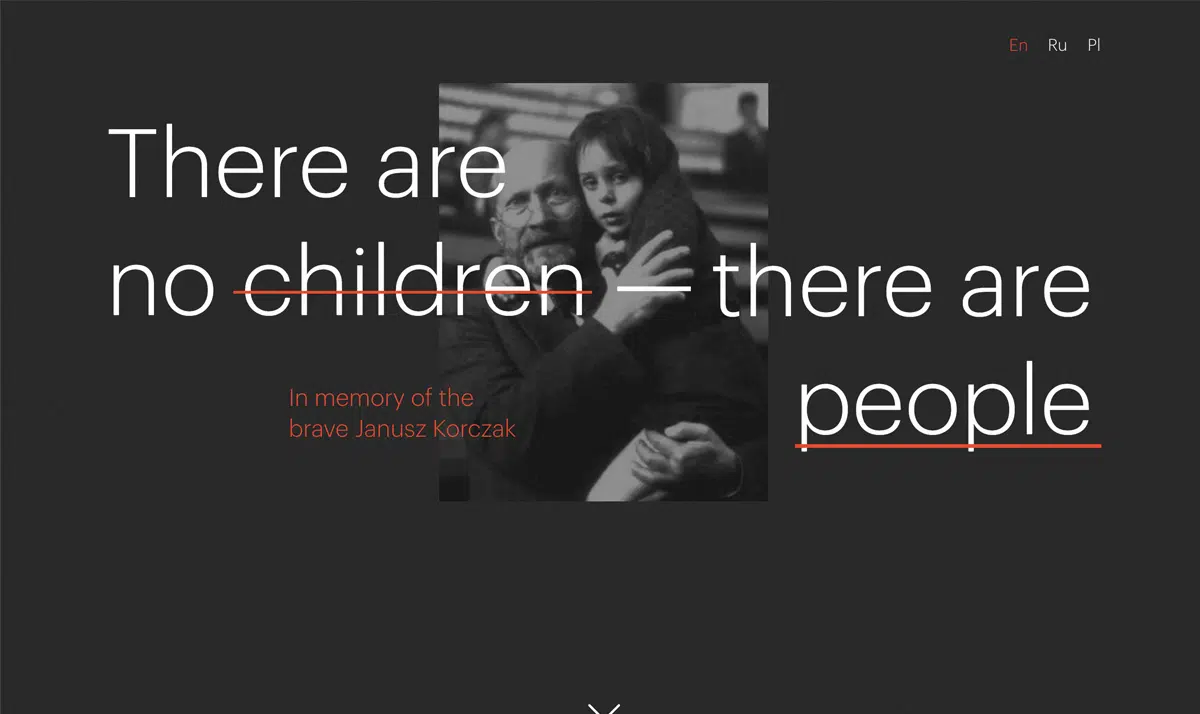 En Ru Pl
There are
no children — there are
people
In memory of the
brave Janusz Korczak